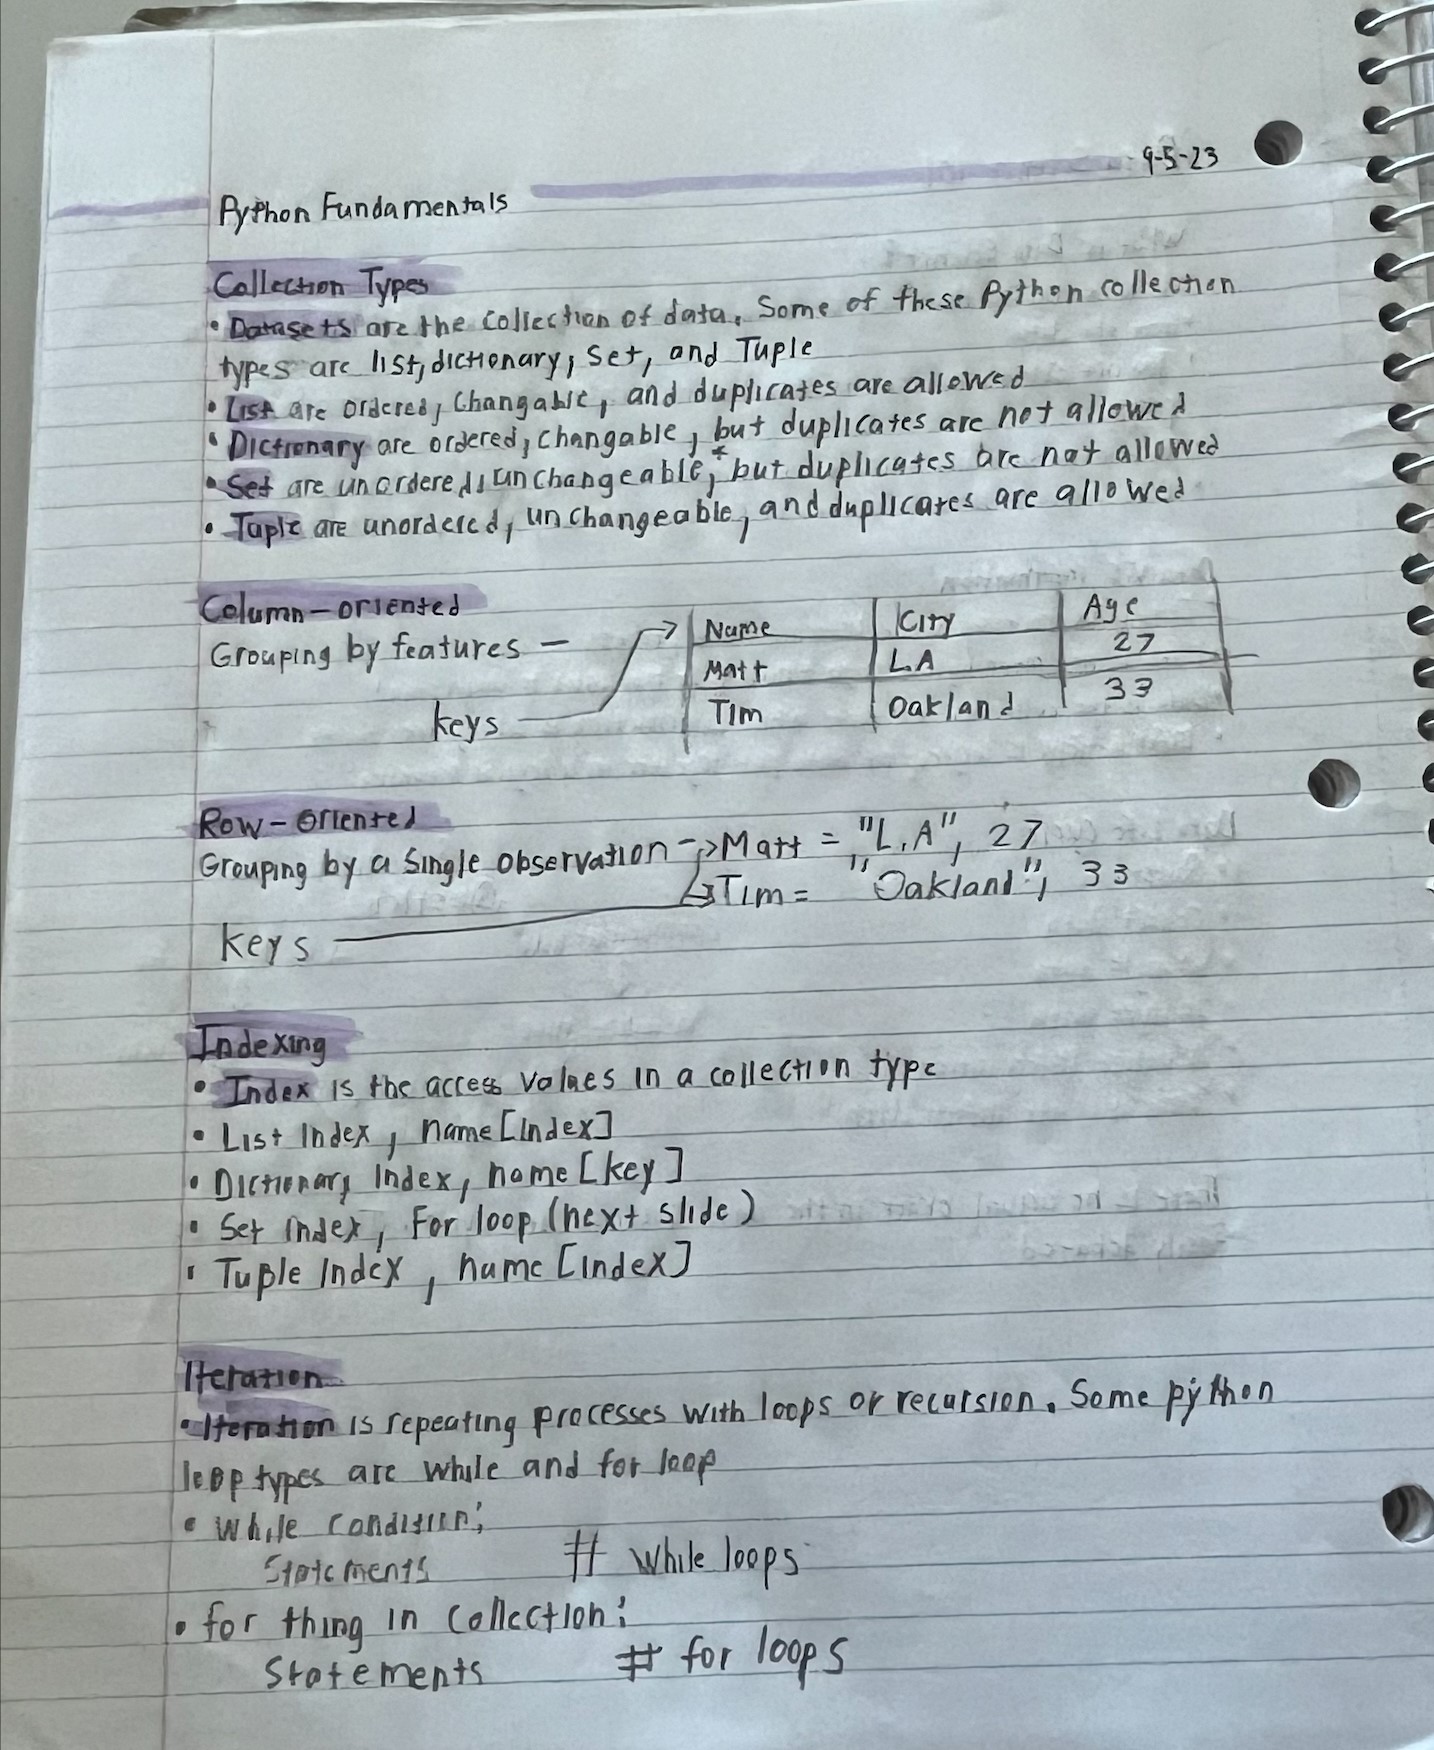 9-5-23
Python Fundamentals
Collection Types
• Datasets are the collection of data. Some of these Python collection
types are list, dictionary, set, and Tuple
• List are ordered, changable, and duplicates are allowed
• Dictionary are ordered, changable, but duplicates are not allowed
• Set are unordered, unchangeable,* but duplicates are not allowed
• Tuple are unordered, unchangeable, and duplicates are allowed
Column-oriented
Grouping by features –
keys
Name City Age
Matt L.A 27
Tim Oakland 33
Row-oriented
Grouping by a single observation -> Matt = "L.A", 27
↳ Tim = "Oakland", 33
keys
Indexing
• Index is the access values in a collection type
• List index, name[index]
• Dictionary index, name[key]
• Set index, For loop (next slide)
• Tuple index, name[index]
Iteration
• Iteration is repeating processes with loops or recursion. Some python
loop types are while and for loop
• while condition:
statements # while loops
• for thing in collection:
statements # for loops